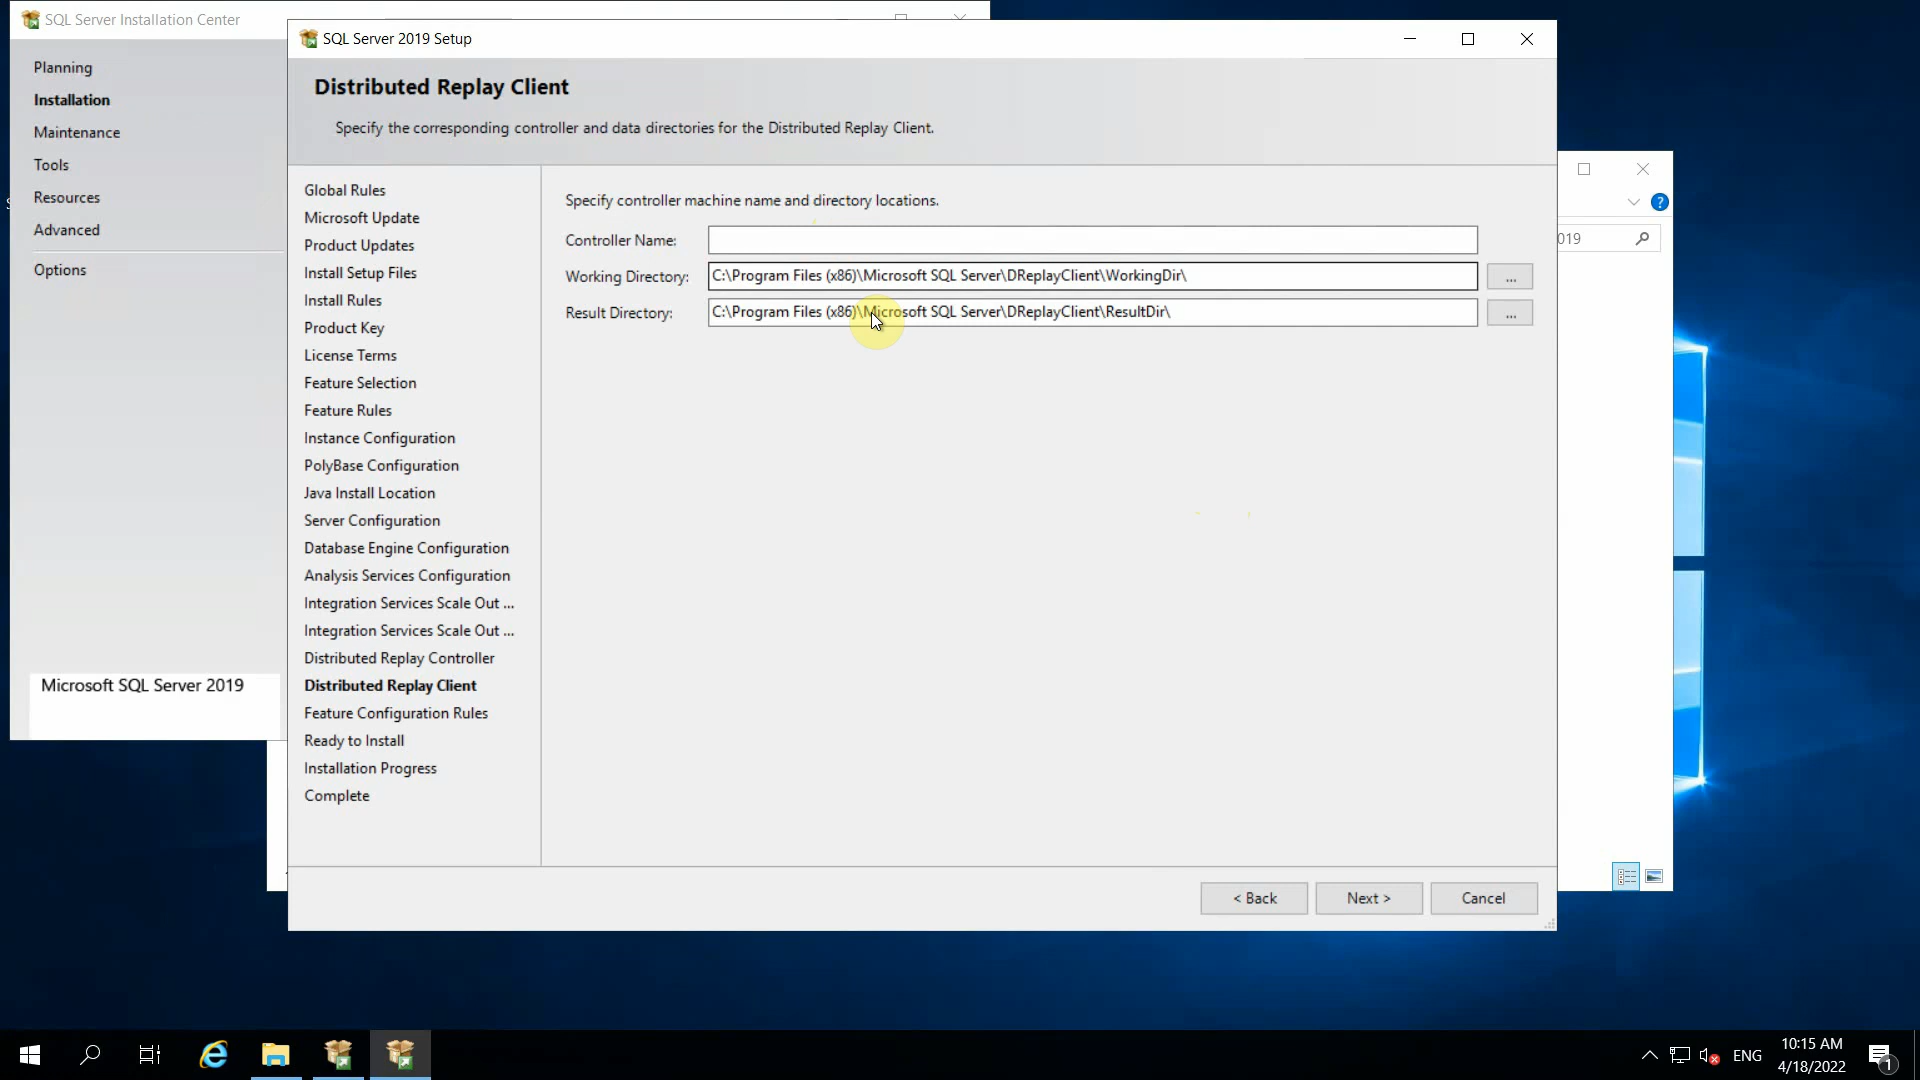 SQL Server Installation Center
Planning
Installation
Maintenance
Tools
Resources
Advanced
Options
Microsoft SQL Server 2019
SQL Server 2019 Setup
Distributed Replay Client
Specify the corresponding controller and data directories for the Distributed Replay Client.
Global Rules
Microsoft Update
Product Updates
Install Setup Files
Install Rules
Product Key
License Terms
Feature Selection
Feature Rules
Instance Configuration
PolyBase Configuration
Java Install Location
Server Configuration
Database Engine Configuration
Analysis Services Configuration
Integration Services Scale Out ...
Integration Services Scale Out ...
Distributed Replay Controller
Distributed Replay Client
Feature Configuration Rules
Ready to Install
Installation Progress
Complete
Specify controller machine name and directory locations.
Controller Name:
Working Directory: C:\Program Files (x86)\Microsoft SQL Server\DReplayClient\WorkingDir\ ...
Result Directory: C:\Program Files (x86)\Microsoft SQL Server\DReplayClient\ResultDir\ ...
< Back Next > Cancel
?
019
ENG
10:15 AM
4/18/2022
1